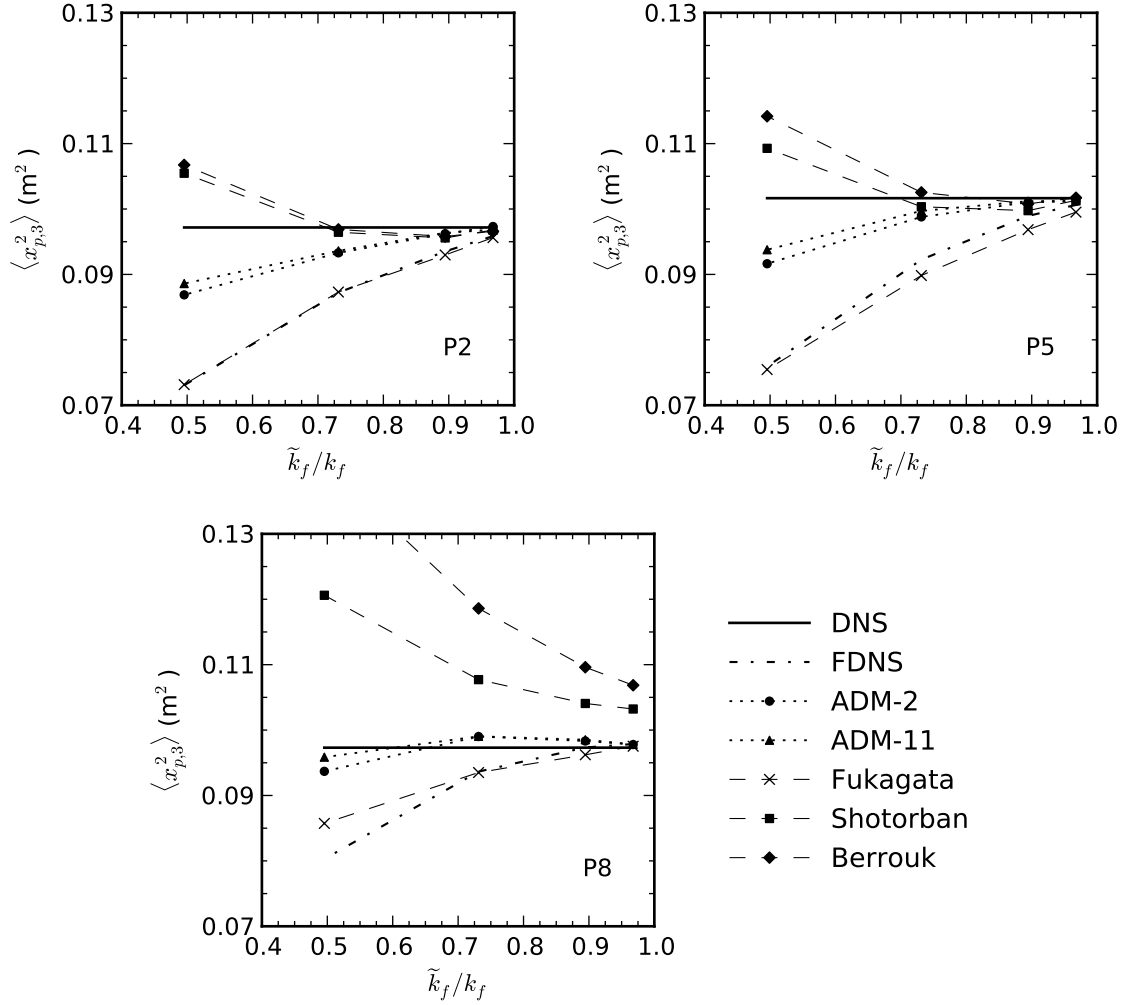 0.13
0.11
0.09
0.07
0.4 0.5 0.6 0.7 0.8 0.9 1.0
⟨x²p,3⟩ (m²)
k̃f/kf
P2
0.13
0.11
0.09
0.07
0.4 0.5 0.6 0.7 0.8 0.9 1.0
⟨x²p,3⟩ (m²)
k̃f/kf
P5
0.13
0.11
0.09
0.07
0.4 0.5 0.6 0.7 0.8 0.9 1.0
⟨x²p,3⟩ (m²)
k̃f/kf
P8
DNS
FDNS
ADM-2
ADM-11
Fukagata
Shotorban
Berrouk